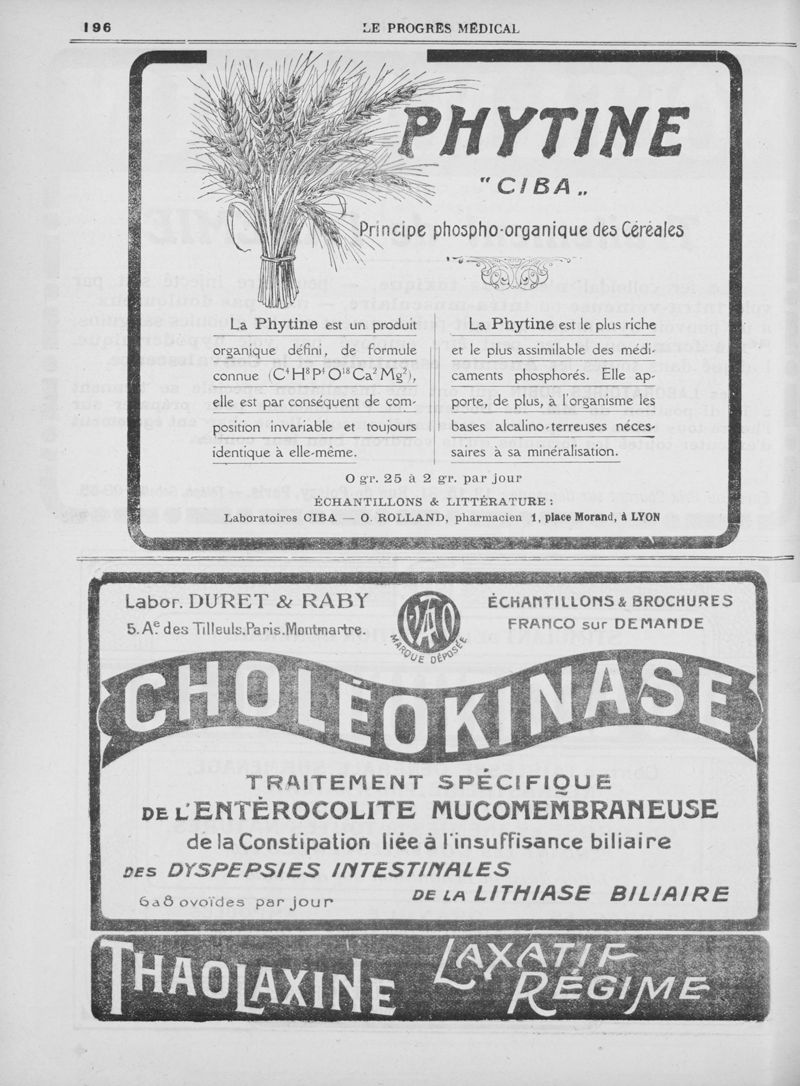 196
LE PROGRÈS MÉDICAL
PHYTINE
"CIBA„
Principe phospho-organique des Céréales
La Phytine est un produit
organique défini, de formule
connue (C⁴H⁸P⁴O¹⁸Ca²Mg²),
elle est par conséquent de com-
position invariable et toujours
identique à elle-même.
La Phytine est le plus riche
et le plus assimilable des médi-
caments phosphorés. Elle ap-
porte, de plus, à l'organisme les
bases alcalino-terreuses néces-
saires à sa minéralisation.
0 gr. 25 à 2 gr. par jour
ÉCHANTILLONS & LITTÉRATURE :
Laboratoires CIBA — O. ROLLAND, pharmacien 1, place Morand, à LYON
Labor. DURET & RABY
5. Aᵉ des Tilleuls. Paris. Montmartre.
MARQUE DÉPOSÉE
ÉCHANTILLONS & BROCHURES
FRANCO sur DEMANDE
CHOLÉOKINASE
TRAITEMENT SPÉCIFIQUE
DE L'ENTÉROCOLITE MUCOMEMBRANEUSE
de la Constipation liée à l'insuffisance biliaire
DES DYSPEPSIES INTESTINALES
DE LA LITHIASE BILIAIRE
6 a 8 ovoïdes par jour
THAOLAXINE
LAXATIF
RÉGIME